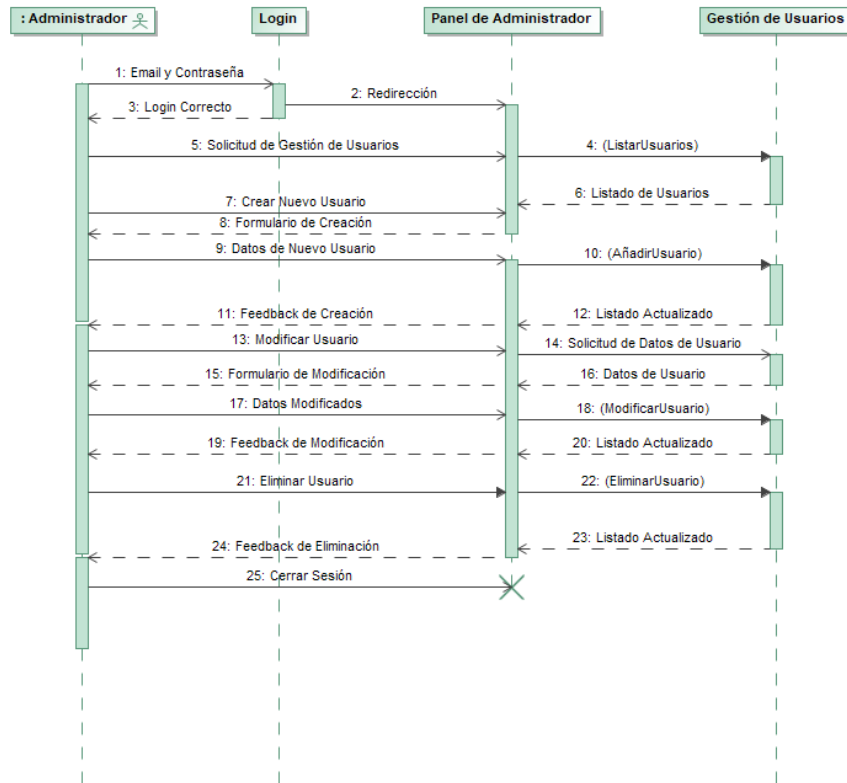 : Administrador
Login
Panel de Administrador
Gestión de Usuarios
1: Email y Contraseña
2: Redirección
3: Login Correcto
5: Solicitud de Gestión de Usuarios
4: (ListarUsuarios)
6: Listado de Usuarios
7: Crear Nuevo Usuario
8: Formulario de Creación
9: Datos de Nuevo Usuario
10: (AñadirUsuario)
11: Feedback de Creación
12: Listado Actualizado
13: Modificar Usuario
14: Solicitud de Datos de Usuario
15: Formulario de Modificación
16: Datos de Usuario
17: Datos Modificados
18: (ModificarUsuario)
19: Feedback de Modificación
20: Listado Actualizado
21: Eliminar Usuario
22: (EliminarUsuario)
23: Listado Actualizado
24: Feedback de Eliminación
25: Cerrar Sesión